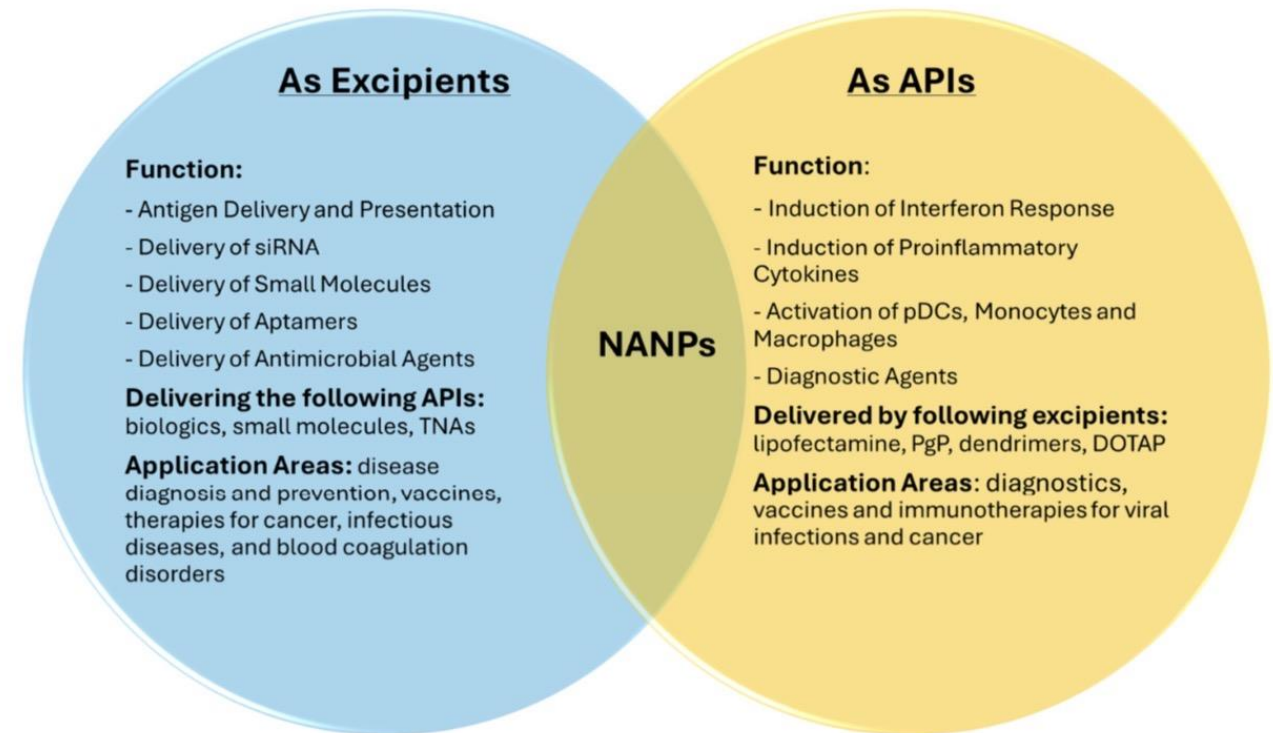 As Excipients
Function:
- Antigen Delivery and Presentation
- Delivery of siRNA
- Delivery of Small Molecules
- Delivery of Aptamers
- Delivery of Antimicrobial Agents
Delivering the following APIs:
biologics, small molecules, TNAs
Application Areas: disease
diagnosis and prevention, vaccines,
therapies for cancer, infectious
diseases, and blood coagulation
disorders
NANPs
As APIs
Function:
- Induction of Interferon Response
- Induction of Proinflammatory
Cytokines
- Activation of pDCs, Monocytes and
Macrophages
- Diagnostic Agents
Delivered by following excipients:
lipofectamine, PgP, dendrimers, DOTAP
Application Areas: diagnostics,
vaccines and immunotherapies for viral
infections and cancer